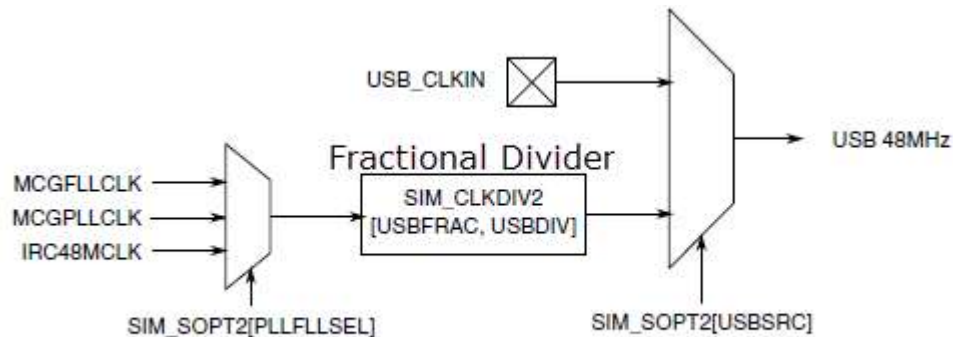 USB_CLKIN
USB 48MHz
Fractional Divider
MCGFLLCLK
MCGPLLCLK
IRC48MCLK
SIM_CLKDIV2
[USBFRAC, USBDIV]
SIM_SOPT2[PLLFLLSEL]
SIM_SOPT2[USBSRC]